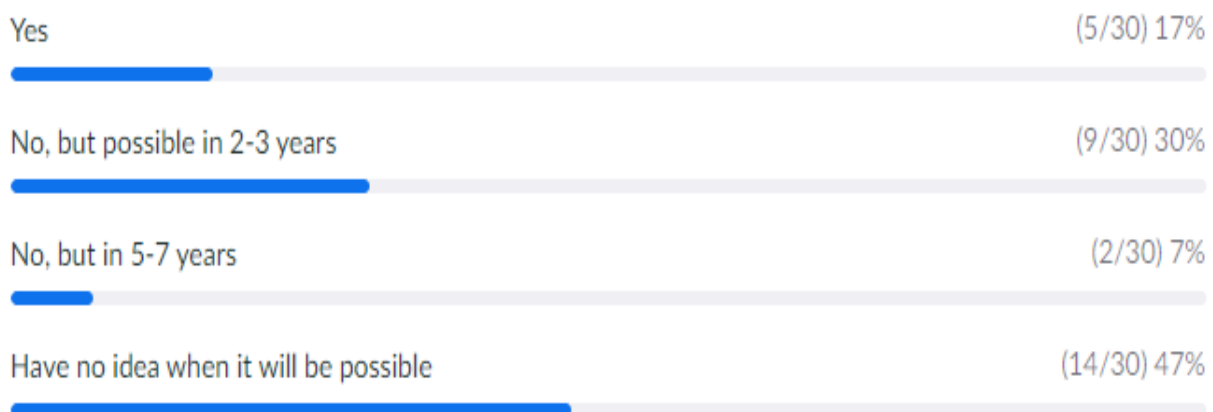 Yes (5/30) 17%
No, but possible in 2-3 years (9/30) 30%
No, but in 5-7 years (2/30) 7%
Have no idea when it will be possible (14/30) 47%